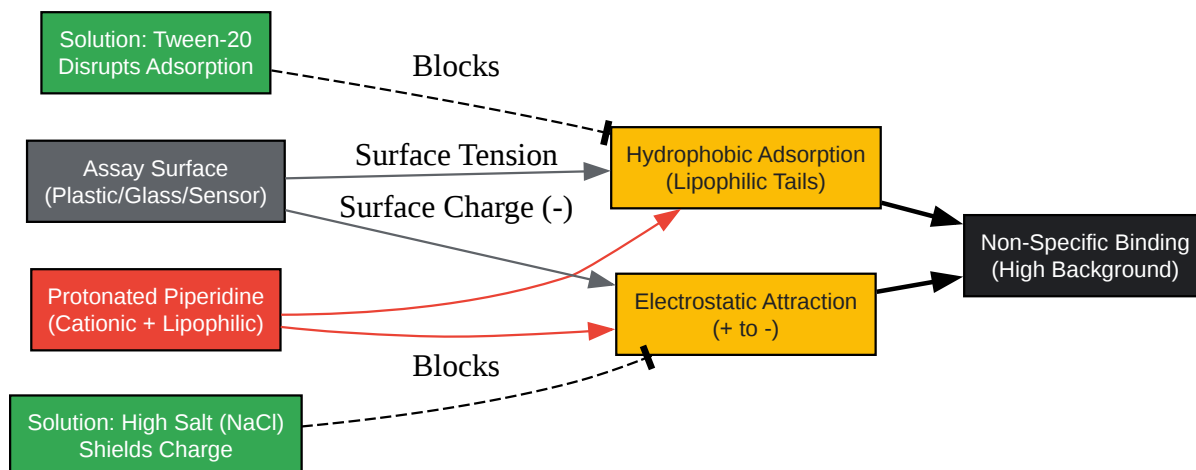 Solution: Tween-20
Disrupts Adsorption
Blocks
Assay Surface
(Plastic/Glass/Sensor)
Surface Tension
Surface Charge (-)
Hydrophobic Adsorption
(Lipophilic Tails)
Non-Specific Binding
(High Background)
Protonated Piperidine
(Cationic + Lipophilic)
Electrostatic Attraction
(+ to -)
Blocks
Solution: High Salt (NaCl)
Shields Charge